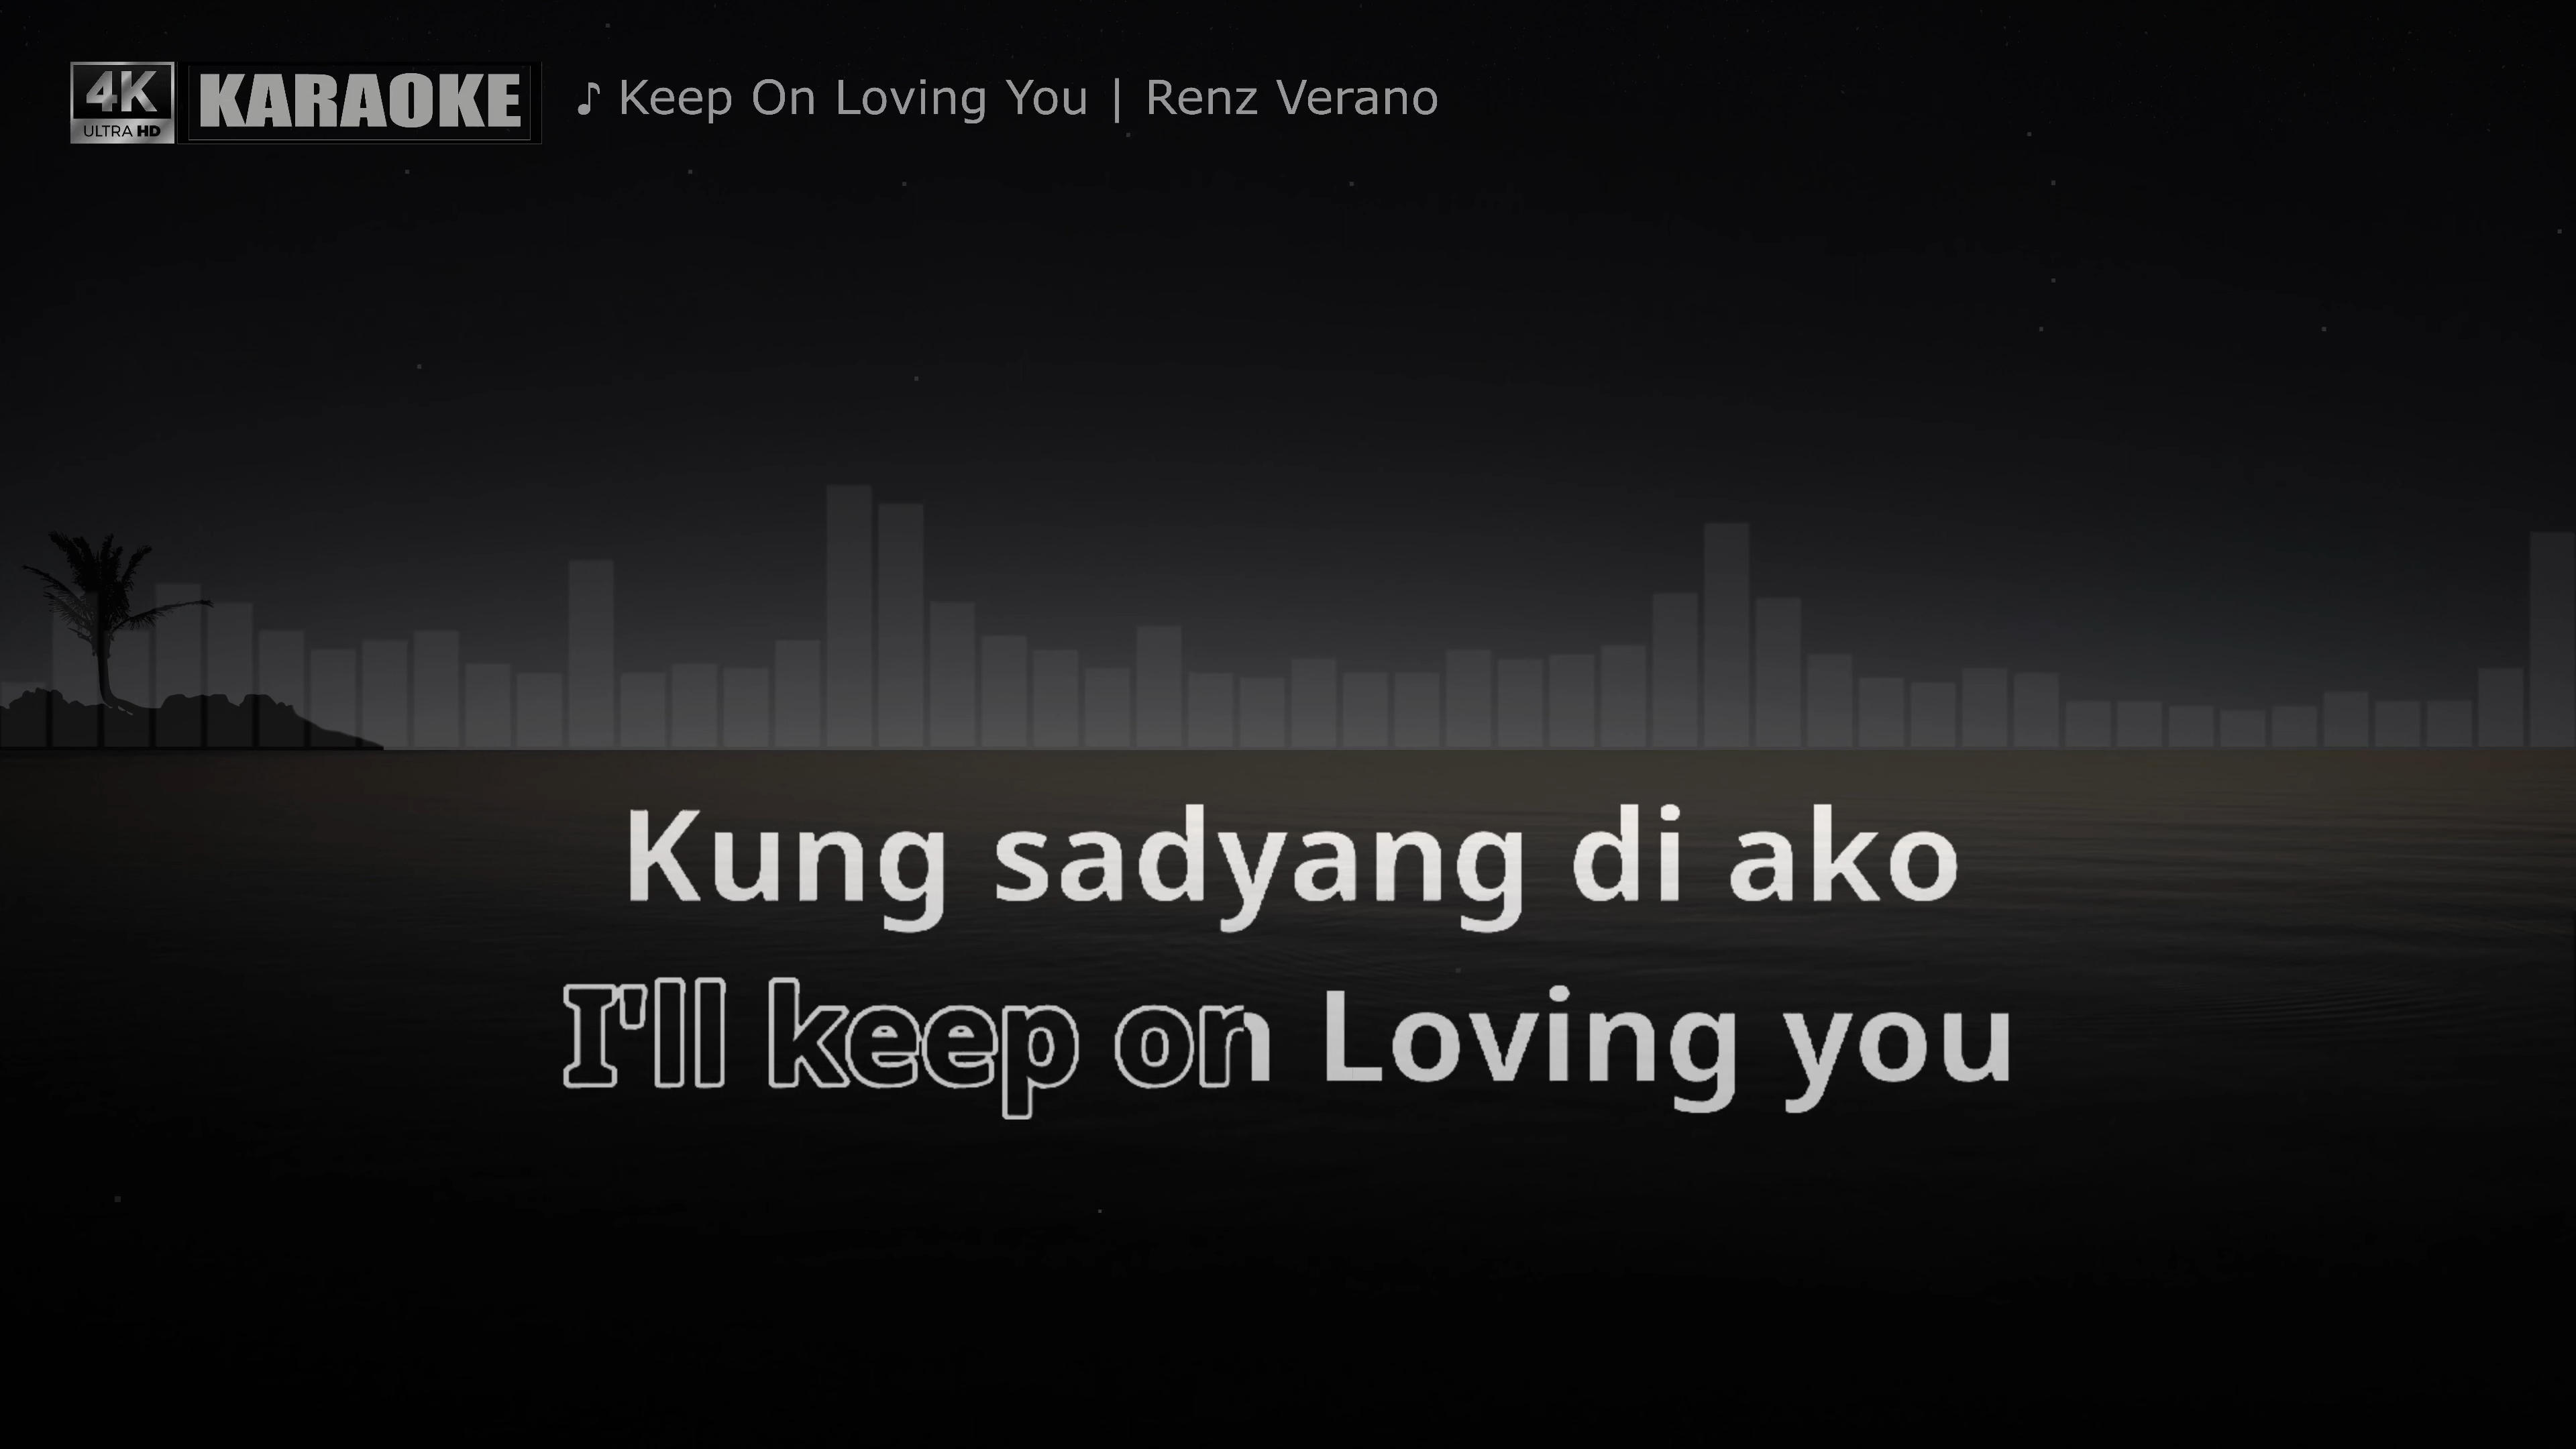 4K
ULTRA HD
KARAOKE
♪ Keep On Loving You | Renz Verano
Kung sadyang di ako
I'll keep on Loving you